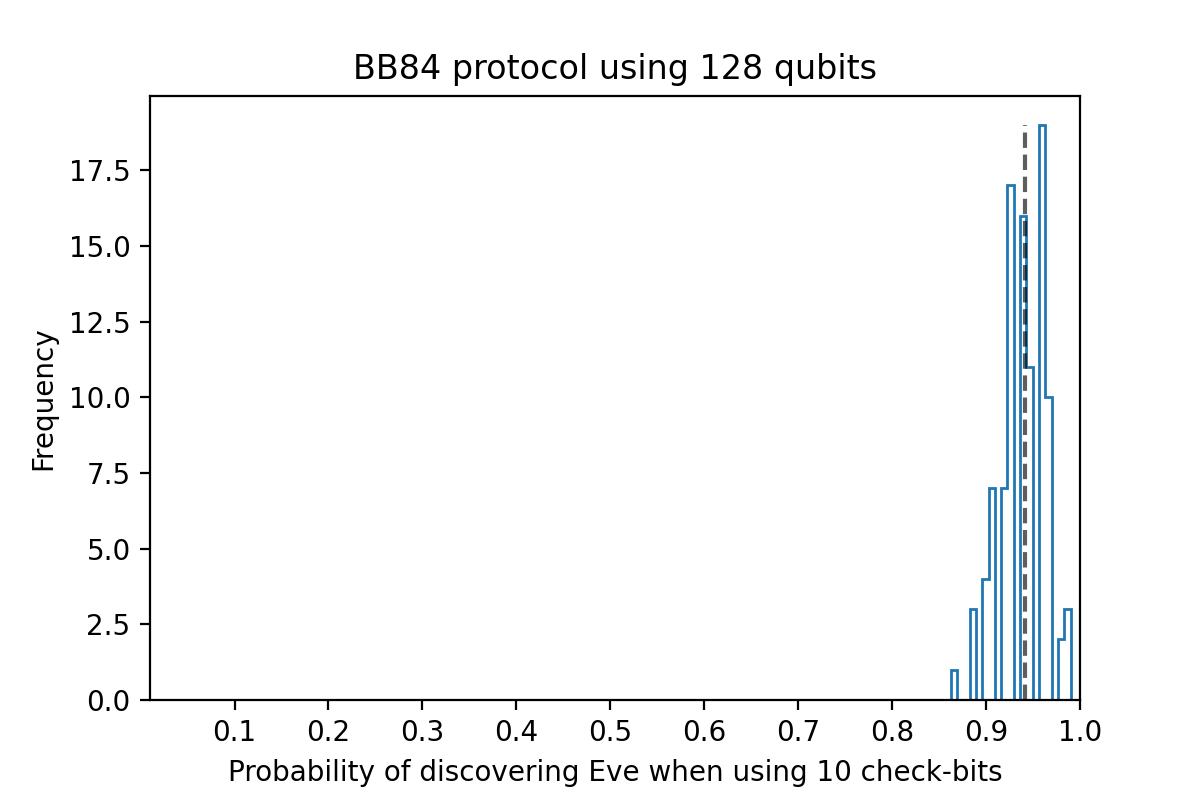 BB84 protocol using 128 qubits
17.5
15.0
12.5
10.0
7.5
5.0
2.5
0.0
Frequency
0.1 0.2 0.3 0.4 0.5 0.6 0.7 0.8 0.9 1.0
Probability of discovering Eve when using 10 check-bits